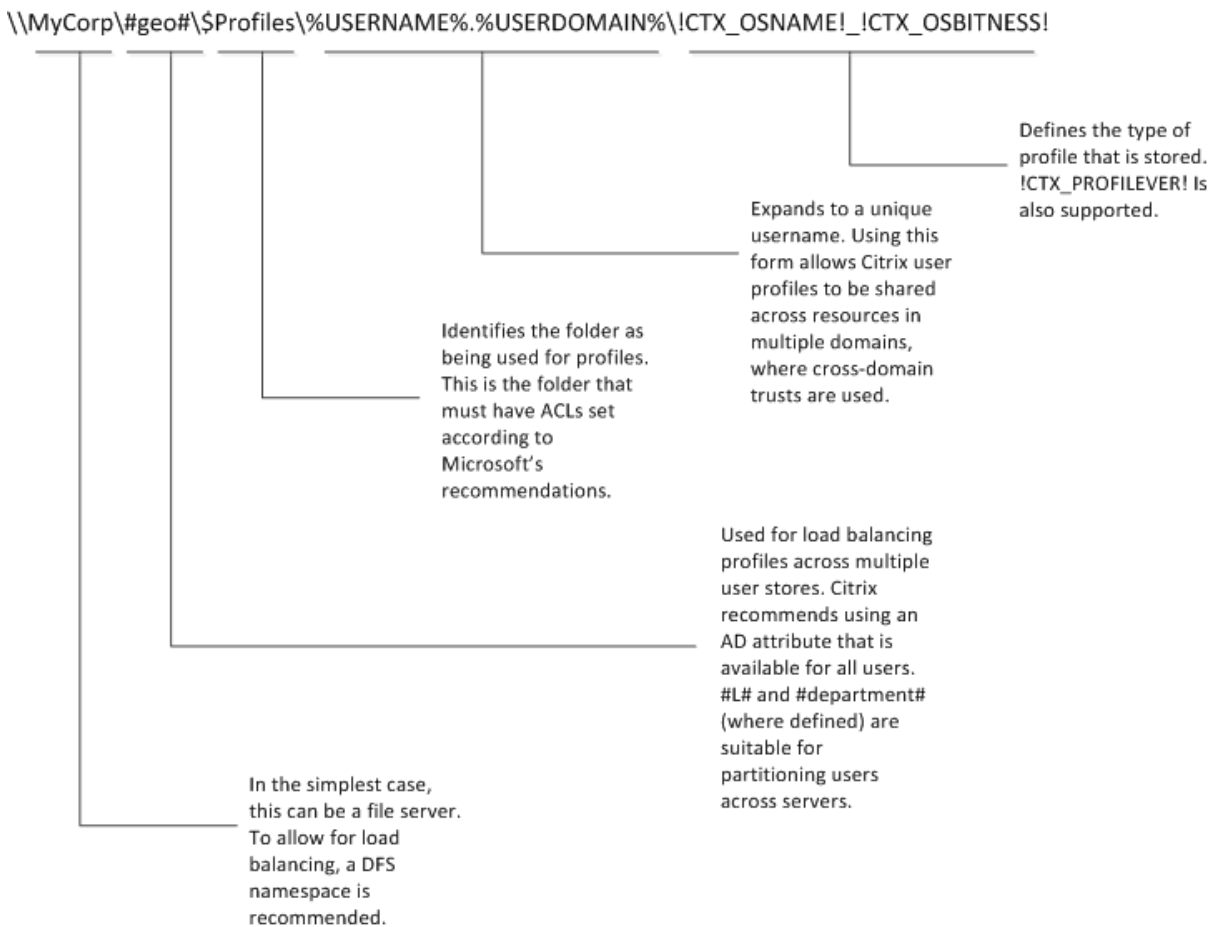 \\MyCorp\#geo#\$Profiles\%USERNAME%.%USERDOMAIN%\!CTX_OSNAME!_!CTX_OSBITNESS!
Defines the type of
profile that is stored.
!CTX_PROFILEVER! Is
also supported.
Expands to a unique
username. Using this
form allows Citrix user
profiles to be shared
across resources in
multiple domains,
where cross-domain
trusts are used.
Identifies the folder as
being used for profiles.
This is the folder that
must have ACLs set
according to
Microsoft’s
recommendations.
Used for load balancing
profiles across multiple
user stores. Citrix
recommends using an
AD attribute that is
available for all users.
#L# and #department#
(where defined) are
suitable for
partitioning users
across servers.
In the simplest case,
this can be a file server.
To allow for load
balancing, a DFS
namespace is
recommended.